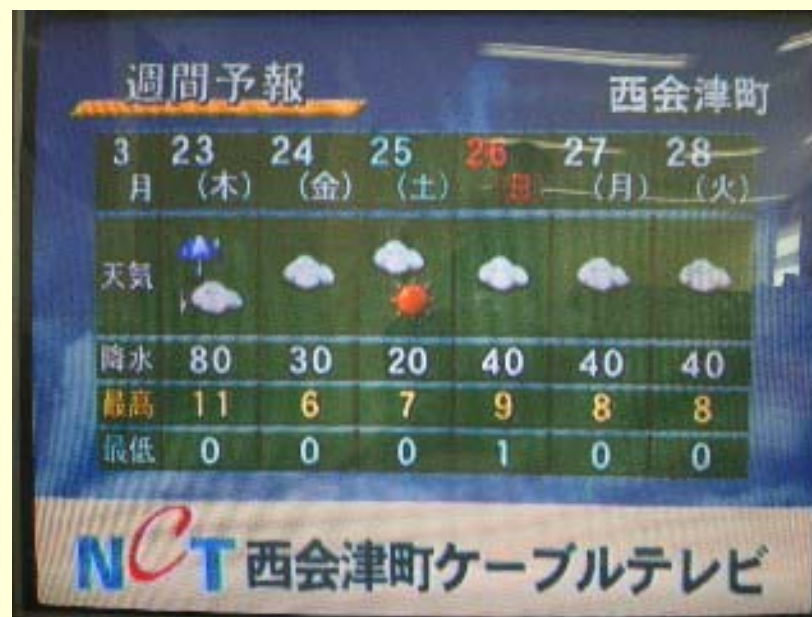 週間予報 西会津町
3月 23(木) 24(金) 25(土) 26(日) 27(月) 28(火)
天気
降水 80 30 20 40 40 40
最高 11 6 7 9 8 8
最低 0 0 0 1 0 0
NCT 西会津町ケーブルテレビ